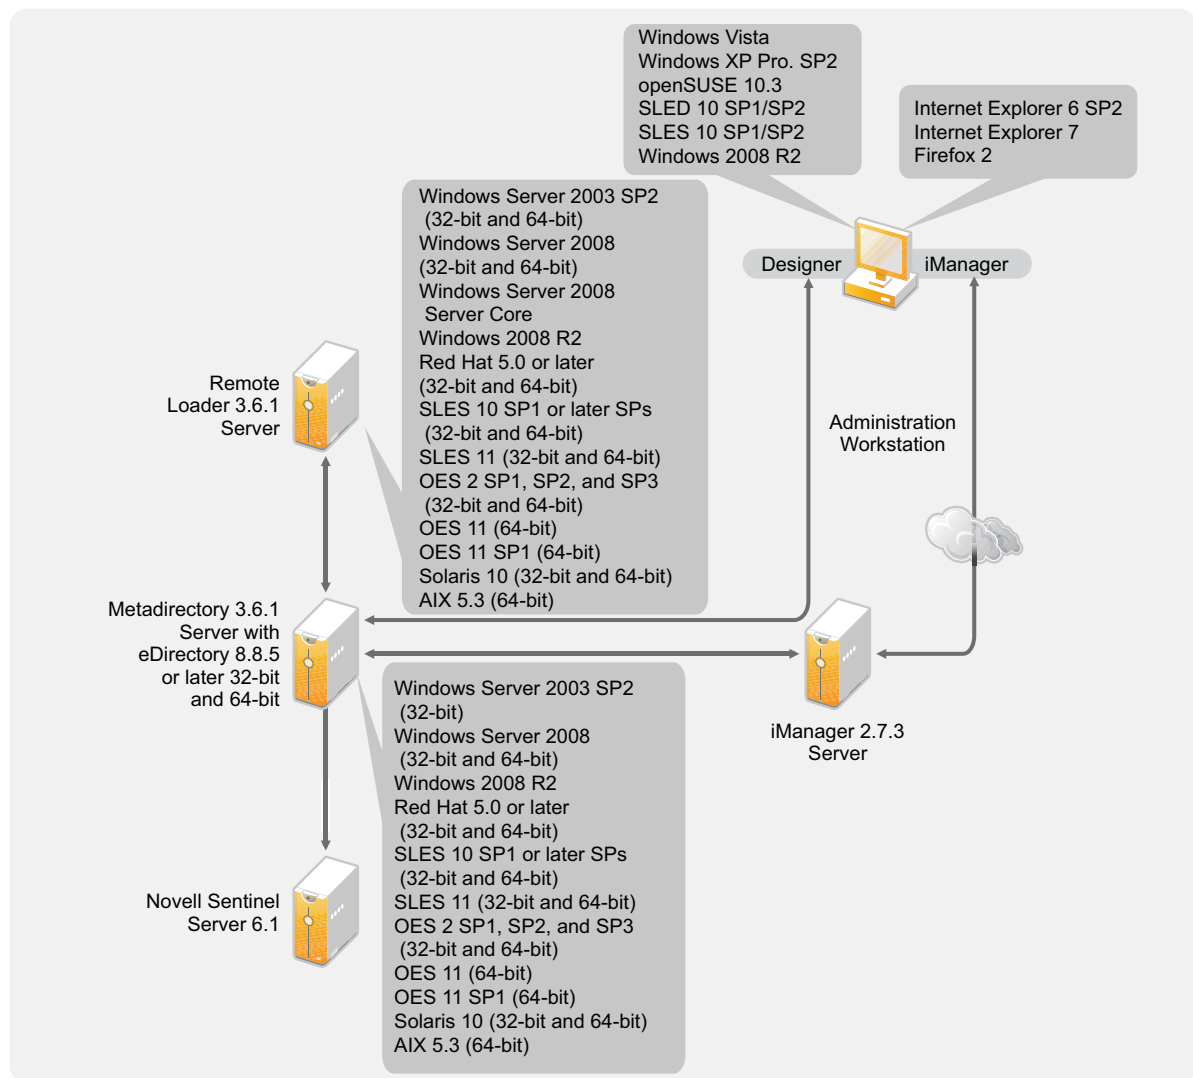 Windows Vista
Windows XP Pro. SP2
openSUSE 10.3
SLED 10 SP1/SP2
SLES 10 SP1/SP2
Windows 2008 R2
Internet Explorer 6 SP2
Internet Explorer 7
Firefox 2
Designer
iManager
Windows Server 2003 SP2
(32-bit and 64-bit)
Windows Server 2008
(32-bit and 64-bit)
Windows Server 2008
Server Core
Windows 2008 R2
Red Hat 5.0 or later
(32-bit and 64-bit)
SLES 10 SP1 or later SPs
(32-bit and 64-bit)
SLES 11 (32-bit and 64-bit)
OES 2 SP1, SP2, and SP3
(32-bit and 64-bit)
OES 11 (64-bit)
OES 11 SP1 (64-bit)
Solaris 10 (32-bit and 64-bit)
AIX 5.3 (64-bit)
Remote
Loader 3.6.1
Server
Administration
Workstation
Metadirectory 3.6.1
Server with
eDirectory 8.8.5
or later 32-bit
and 64-bit
iManager 2.7.3
Server
Windows Server 2003 SP2
(32-bit)
Windows Server 2008
(32-bit and 64-bit)
Windows 2008 R2
Red Hat 5.0 or later
(32-bit and 64-bit)
SLES 10 SP1 or later SPs
(32-bit and 64-bit)
SLES 11 (32-bit and 64-bit)
OES 2 SP1, SP2, and SP3
(32-bit and 64-bit)
OES 11 (64-bit)
OES 11 SP1 (64-bit)
Solaris 10 (32-bit and 64-bit)
AIX 5.3 (64-bit)
Novell Sentinel
Server 6.1